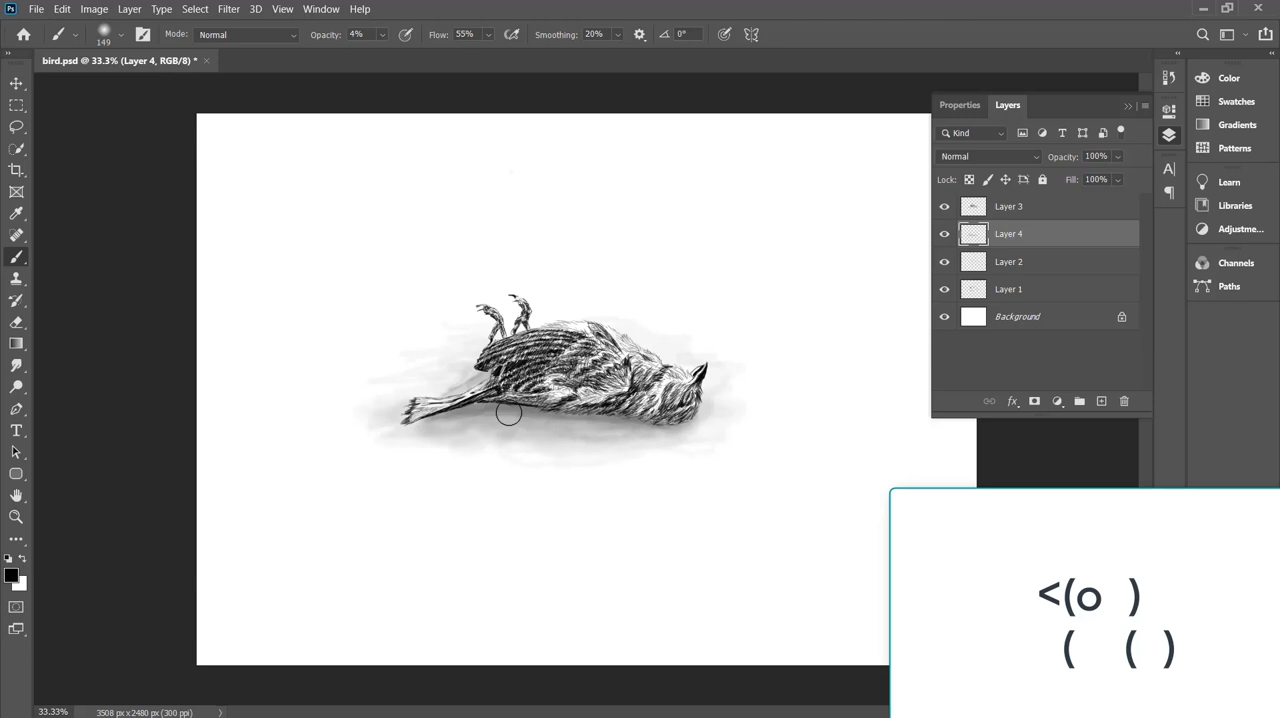 Ps File Edit Image Layer Type Select Filter 3D View Window Help
149 Mode: Normal Opacity: 4% Flow: 55% Smoothing: 20% 0°
bird.psd @ 33.3% (Layer 4, RGB/8) *
Properties Layers
Kind
Normal Opacity: 100%
Lock: Fill: 100%
Layer 3
Layer 4
Layer 2
Layer 1
Background
Color
Swatches
Gradients
Patterns
Learn
Libraries
Adjustme...
Channels
Paths
<(o )
( ( )
33.33% 3508 px x 2480 px (300 ppi)